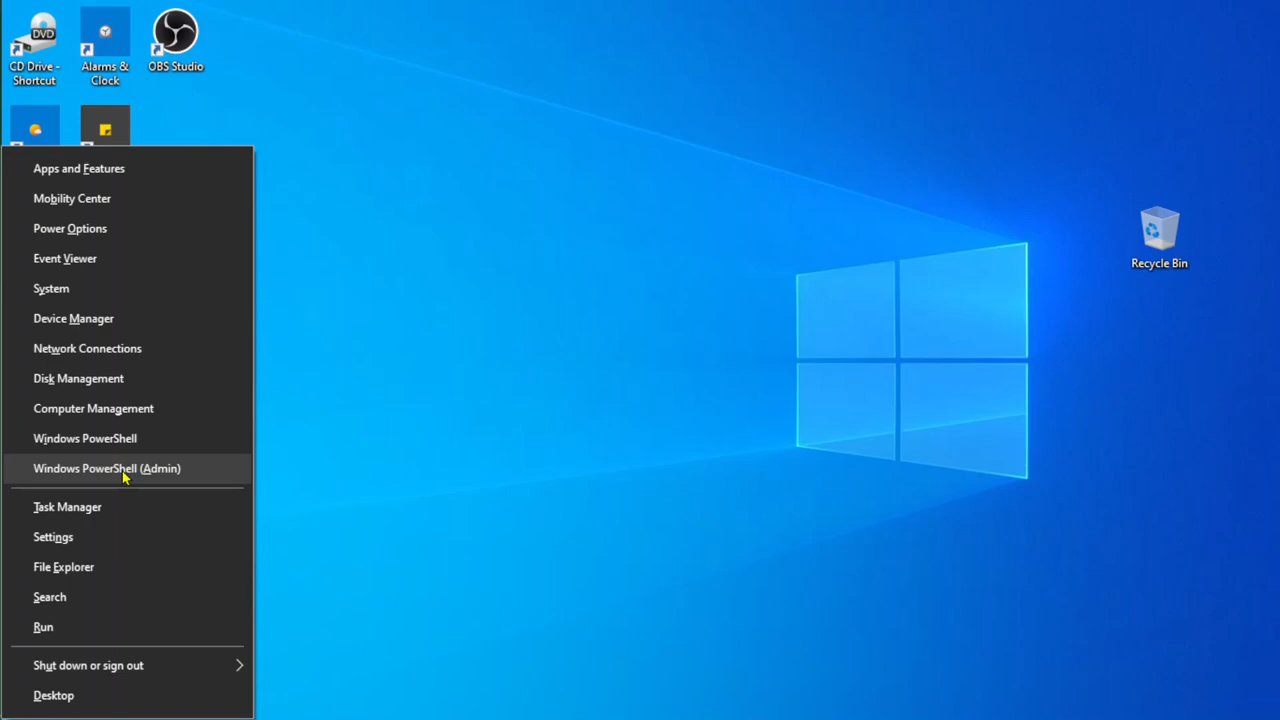 DVD
CD Drive -
Shortcut
Alarms &
Clock
OBS Studio
Apps and Features
Mobility Center
Power Options
Event Viewer
System
Device Manager
Network Connections
Disk Management
Computer Management
Windows PowerShell
Windows PowerShell (Admin)
Task Manager
Settings
File Explorer
Search
Run
Shut down or sign out
Desktop
Recycle Bin